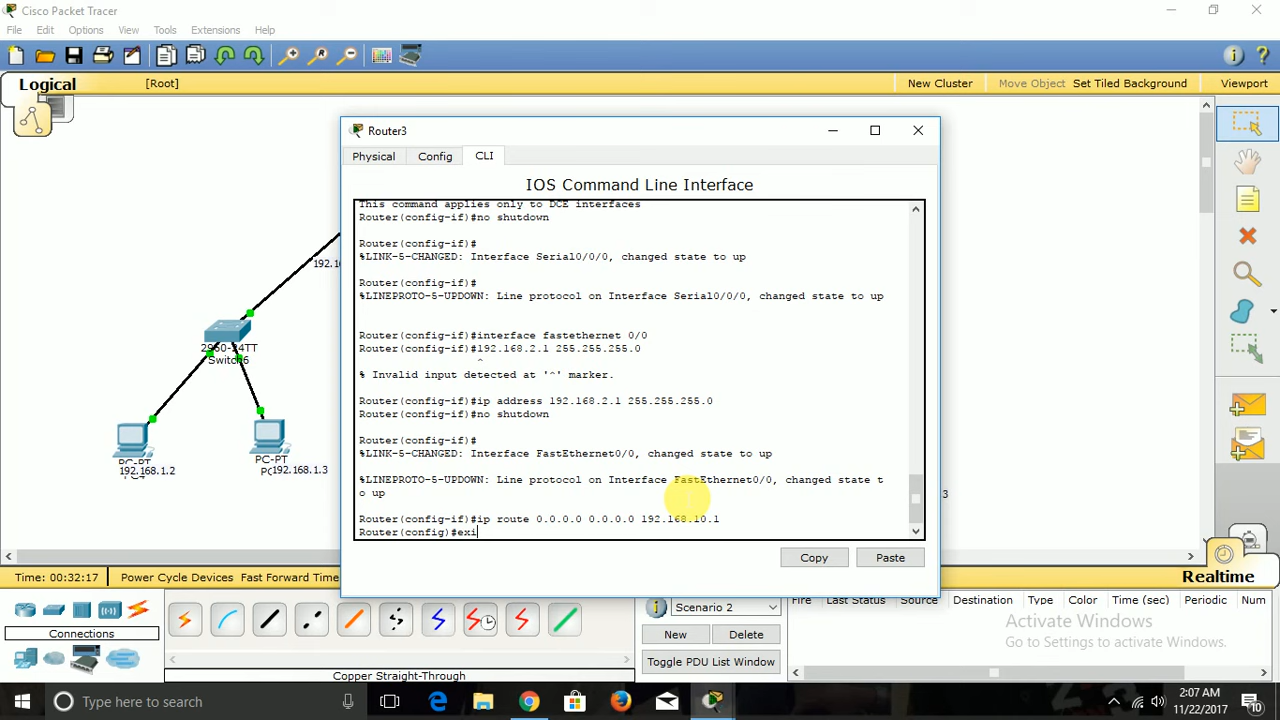 Cisco Packet Tracer
File Edit Options View Tools Extensions Help
Logical [Root] New Cluster Move Object Set Tiled Background Viewport
Router3
Physical Config CLI
IOS Command Line Interface
This command applies only to DCE interfaces
Router(config-if)#no shutdown
Router(config-if)#
%LINK-5-CHANGED: Interface Serial0/0/0, changed state to up
Router(config-if)#
%LINEPROTO-5-UPDOWN: Line protocol on Interface Serial0/0/0, changed state to up
Router(config-if)#interface fastethernet 0/0
Router(config-if)#192.168.2.1 255.255.255.0
^
% Invalid input detected at '^' marker.
Router(config-if)#ip address 192.168.2.1 255.255.255.0
Router(config-if)#no shutdown
Router(config-if)#
%LINK-5-CHANGED: Interface FastEthernet0/0, changed state to up
%LINEPROTO-5-UPDOWN: Line protocol on Interface FastEthernet0/0, changed state t
o up
Router(config-if)#ip route 0.0.0.0 0.0.0.0 192.168.10.1
Router(config)#exi
Copy Paste
2950-24TT
Switch6
PC-PT
192.168.1.2
PC-PT
192.168.1.3
Time: 00:32:17 Power Cycle Devices Fast Forward Time
Realtime
Connections
Copper Straight-Through
Scenario 2
New Delete
Toggle PDU List Window
Fire Last Status Source Destination Type Color Time (sec) Periodic Num
Activate Windows
Go to Settings to activate Windows.
Type here to search
2:07 AM
11/22/2017
10